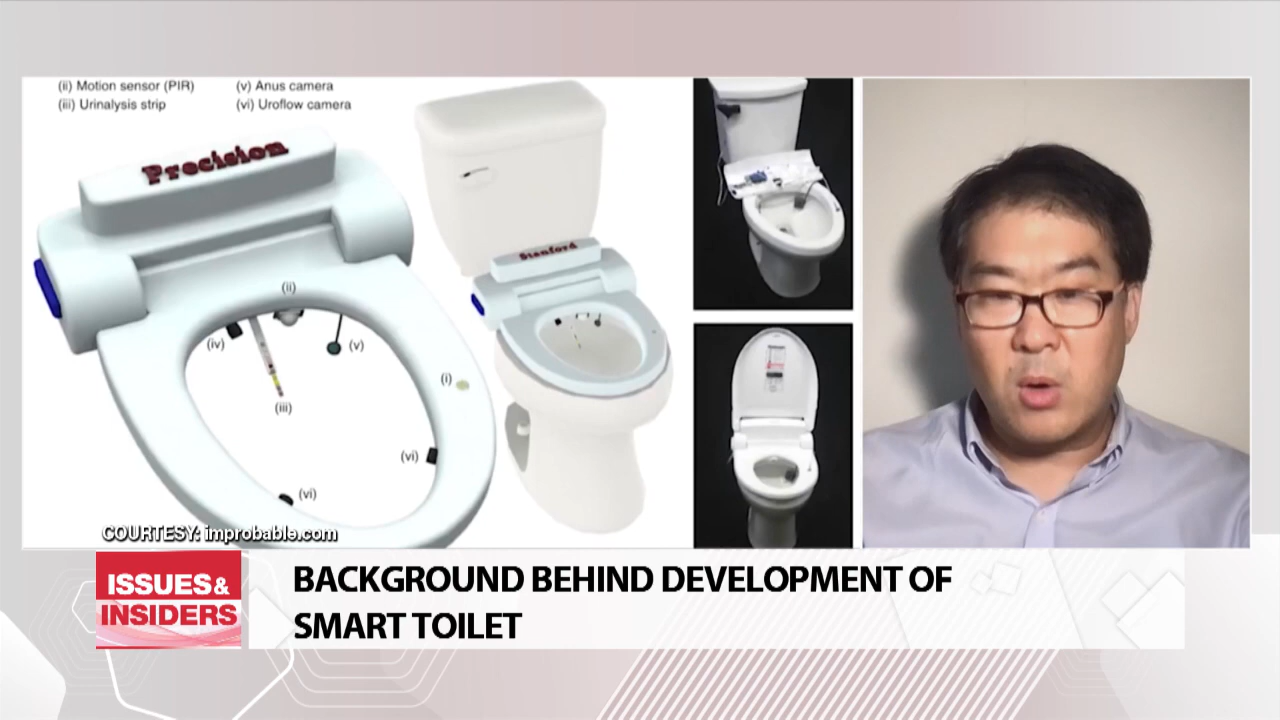 (ii) Motion sensor (PIR) (v) Anus camera
(iii) Urinalysis strip (vi) Uroflow camera
Precision
Stanford
(ii)
(iv)
(v)
(i)
(iii)
(vi)
(vi)
COURTESY: improbable.com
ISSUES&
INSIDERS
BACKGROUND BEHIND DEVELOPMENT OF
SMART TOILET